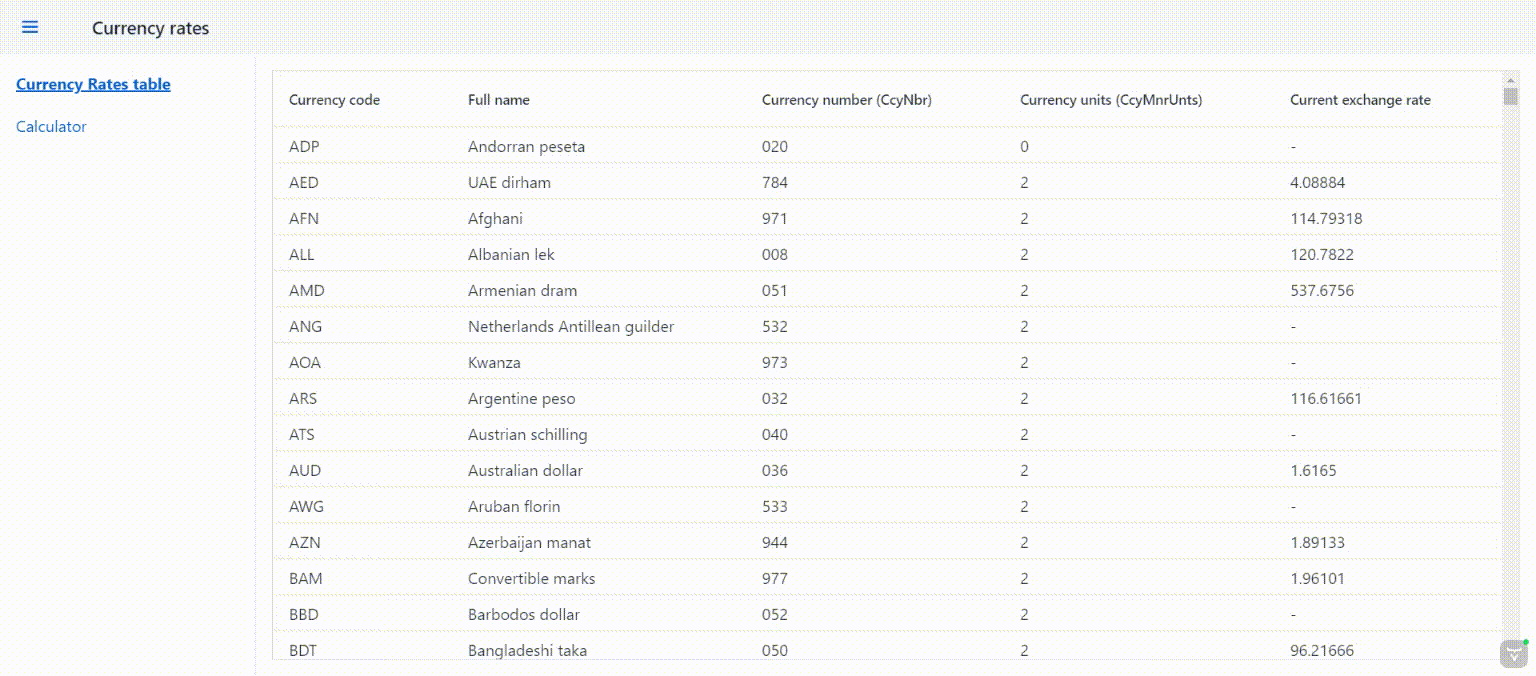 Currency rates
Currency Rates table
Calculator
Currency code Full name Currency number (CcyNbr) Currency units (CcyMnrUnts) Current exchange rate
ADP Andorran peseta 020 0 -
AED UAE dirham 784 2 4.08884
AFN Afghani 971 2 114.79318
ALL Albanian lek 008 2 120.7822
AMD Armenian dram 051 2 537.6756
ANG Netherlands Antillean guilder 532 2 -
AOA Kwanza 973 2 -
ARS Argentine peso 032 2 116.61661
ATS Austrian schilling 040 2 -
AUD Australian dollar 036 2 1.6165
AWG Aruban florin 533 2 -
AZN Azerbaijan manat 944 2 1.89133
BAM Convertible marks 977 2 1.96101
BBD Barbodos dollar 052 2 -
BDT Bangladeshi taka 050 2 96.21666